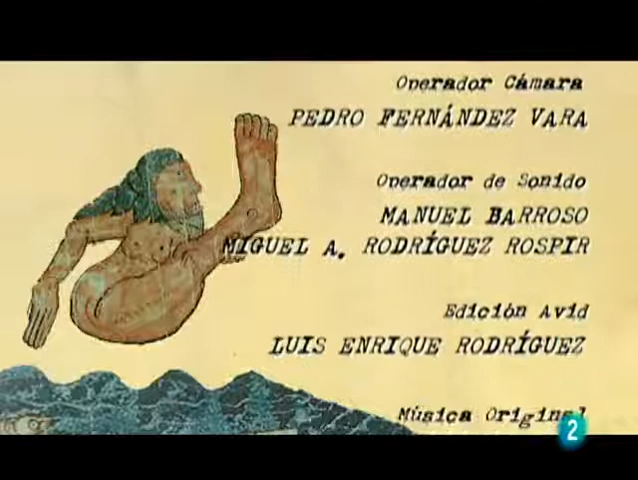 Operador Cámara
PEDRO FERNÁNDEZ VARA
Operador de Sonido
MANUEL BARROSO
MIGUEL A. RODRÍGUEZ ROSPIR
Edición Avid
LUIS ENRIQUE RODRÍGUEZ
Música Original
2